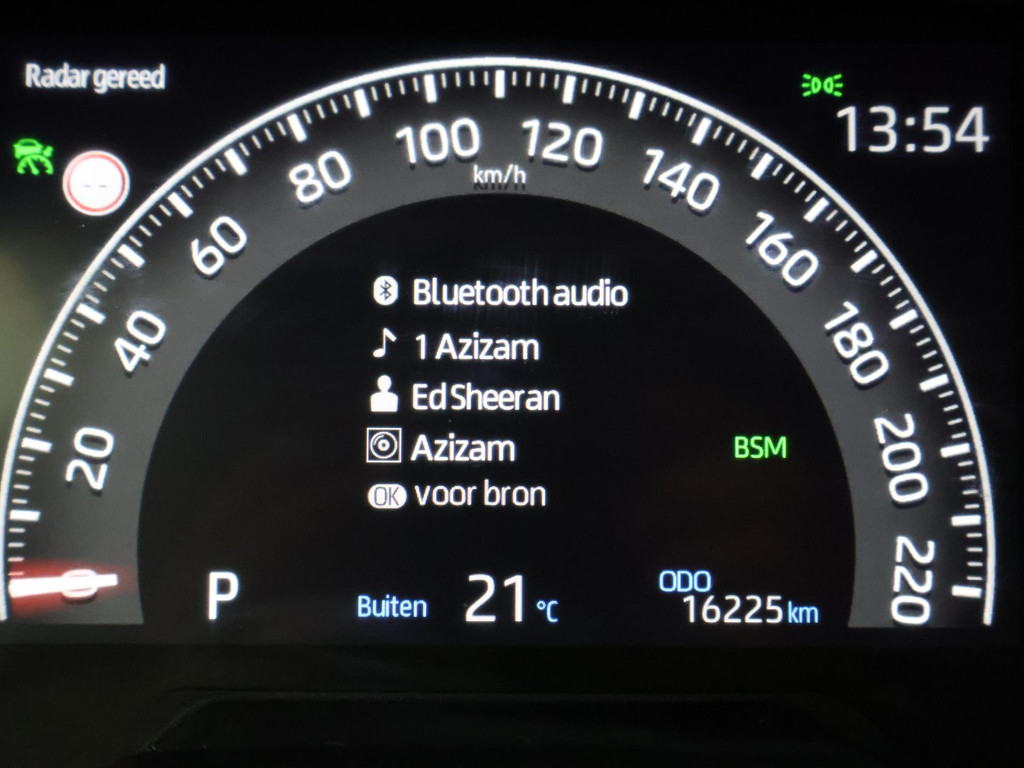 Radar gereed
13:54
--
0
20
40
60
80
100
120
140
160
180
200
220
km/h
Bluetooth audio
1 Azizam
Ed Sheeran
Azizam
BSM
OK voor bron
P
Buiten 21 °C
ODO
16225 km